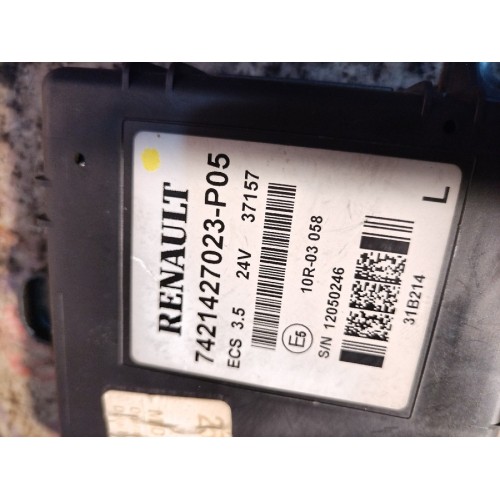 RENAULT
7421427023-P05
ECS 3.5 24V 37157
E5 10R-03 058
S/N 12050246
31B214
L